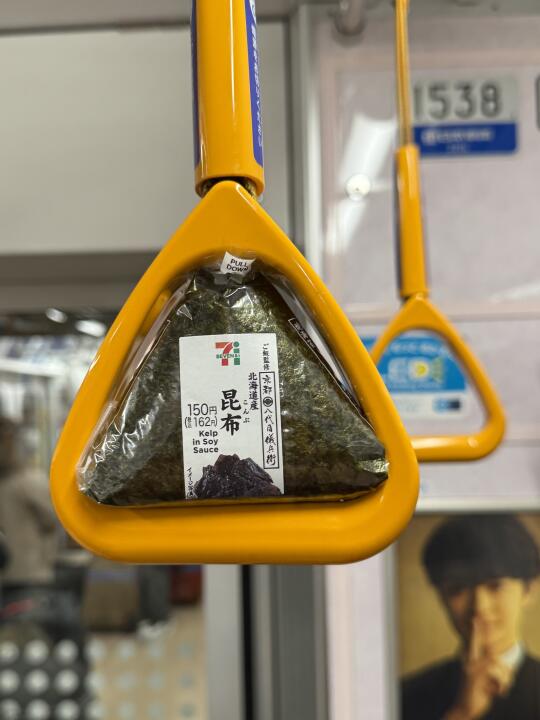 1538
PULL
DOWN
7i
SEVEN&i
ご飯監修
京都 八代目儀兵衛
北海道産
昆布
こんぶ
150円
(税込162円)
Kelp
in Soy
Sauce